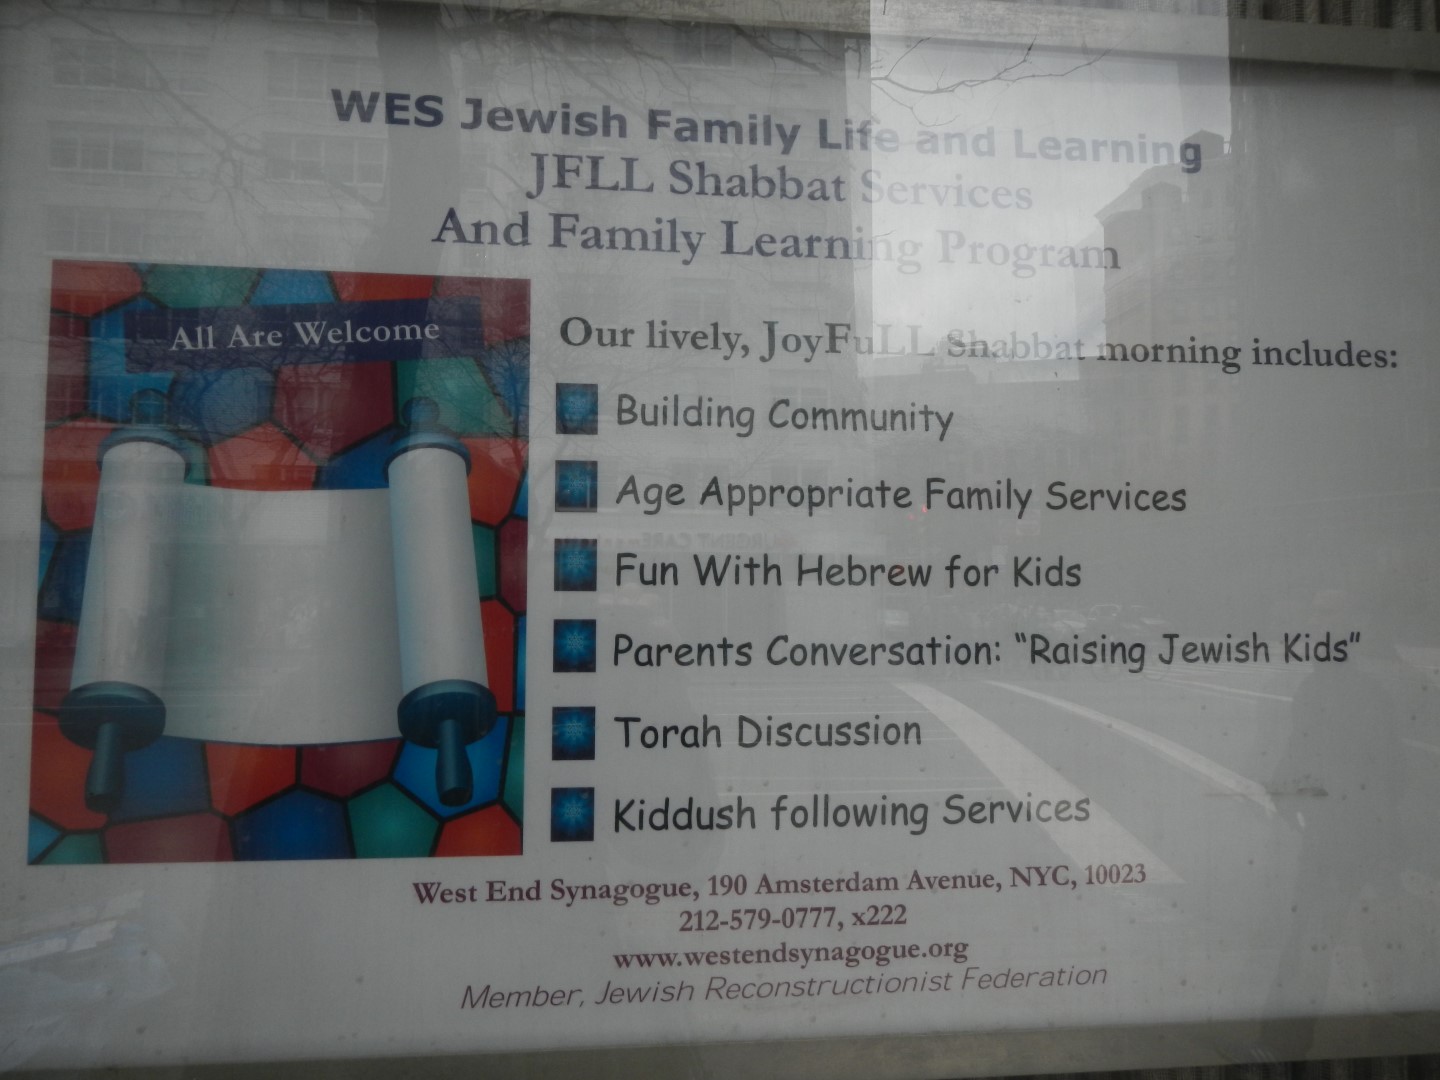 WES Jewish Family Life and Learning
JFLL Shabbat Services
And Family Learning Program
All Are Welcome
Our lively, JoyFuLL Shabbat morning includes:
Building Community
Age Appropriate Family Services
Fun With Hebrew for Kids
Parents Conversation: “Raising Jewish Kids”
Torah Discussion
Kiddush following Services
West End Synagogue, 190 Amsterdam Avenue, NYC, 10023
212-579-0777, x222
www.westendsynagogue.org
Member, Jewish Reconstructionist Federation